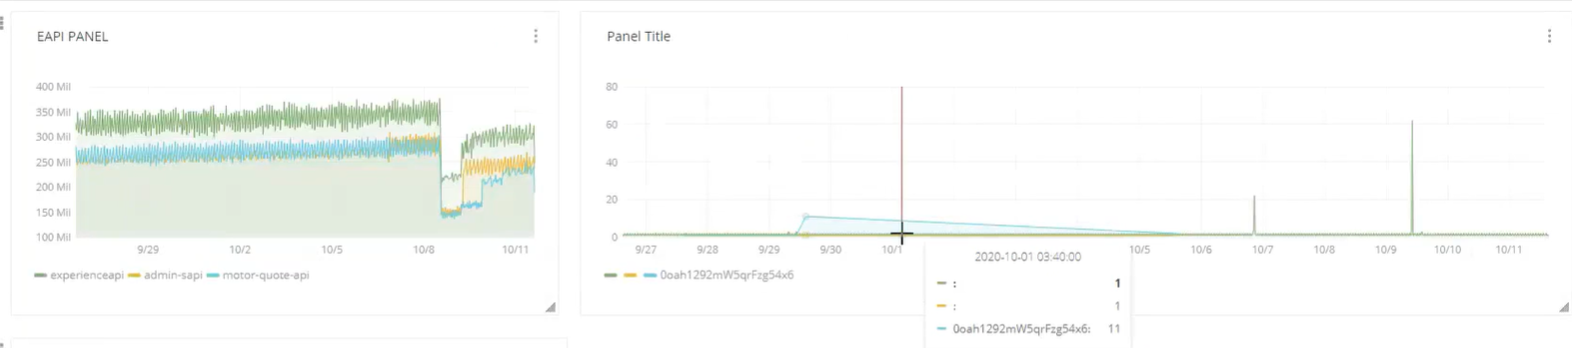 EAPI PANEL
400 Mil
350 Mil
300 Mil
250 Mil
200 Mil
150 Mil
100 Mil
9/29 10/2 10/5 10/8 10/11
experienceapi admin-sapi motor-quote-api
Panel Title
80
60
40
20
0
9/27 9/28 9/29 9/30 10/1 10/5 10/6 10/7 10/8 10/9 10/10 10/11
0oah1292mW5qrFzg54x6
2020-10-01 03:40:00
: 1
: 1
0oah1292mW5qrFzg54x6: 11